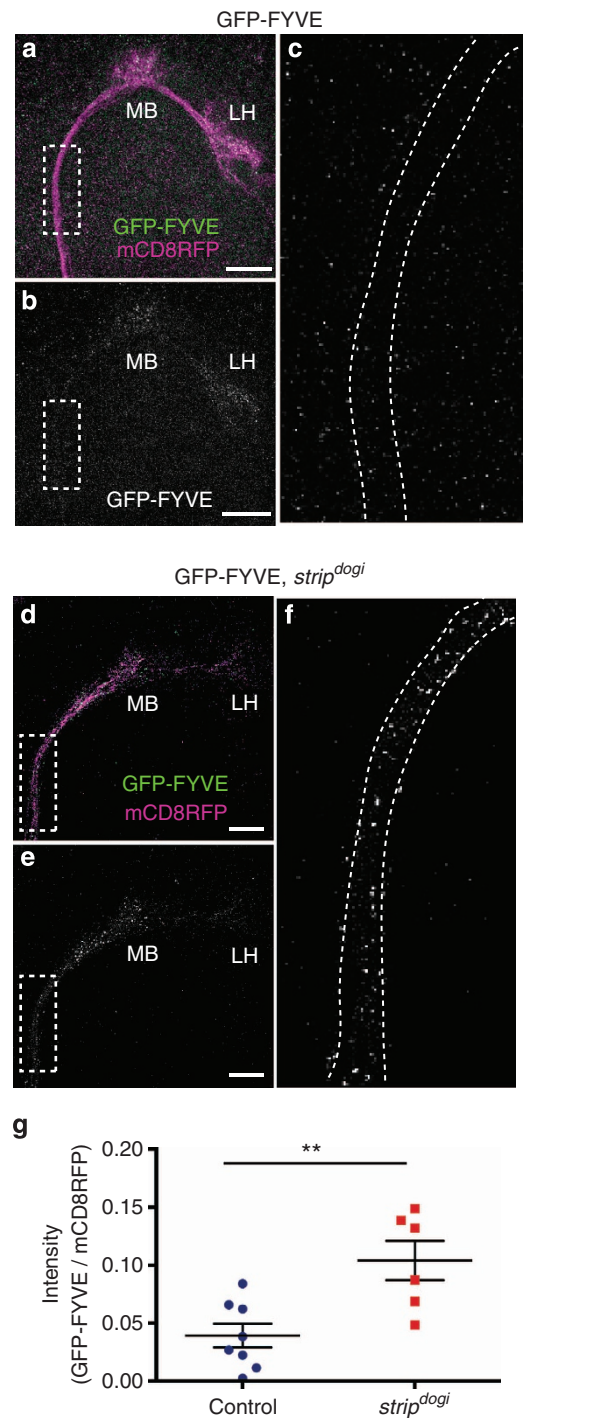 GFP-FYVE
a
MB
LH
GFP-FYVE
mCD8RFP
b
MB
LH
GFP-FYVE
c
GFP-FYVE, strip^dogi
d
MB
LH
GFP-FYVE
mCD8RFP
e
MB
LH
f
g
Intensity
(GFP-FYVE / mCD8RFP)
0.20
0.15
0.10
0.05
0.00
**
Control
strip^dogi